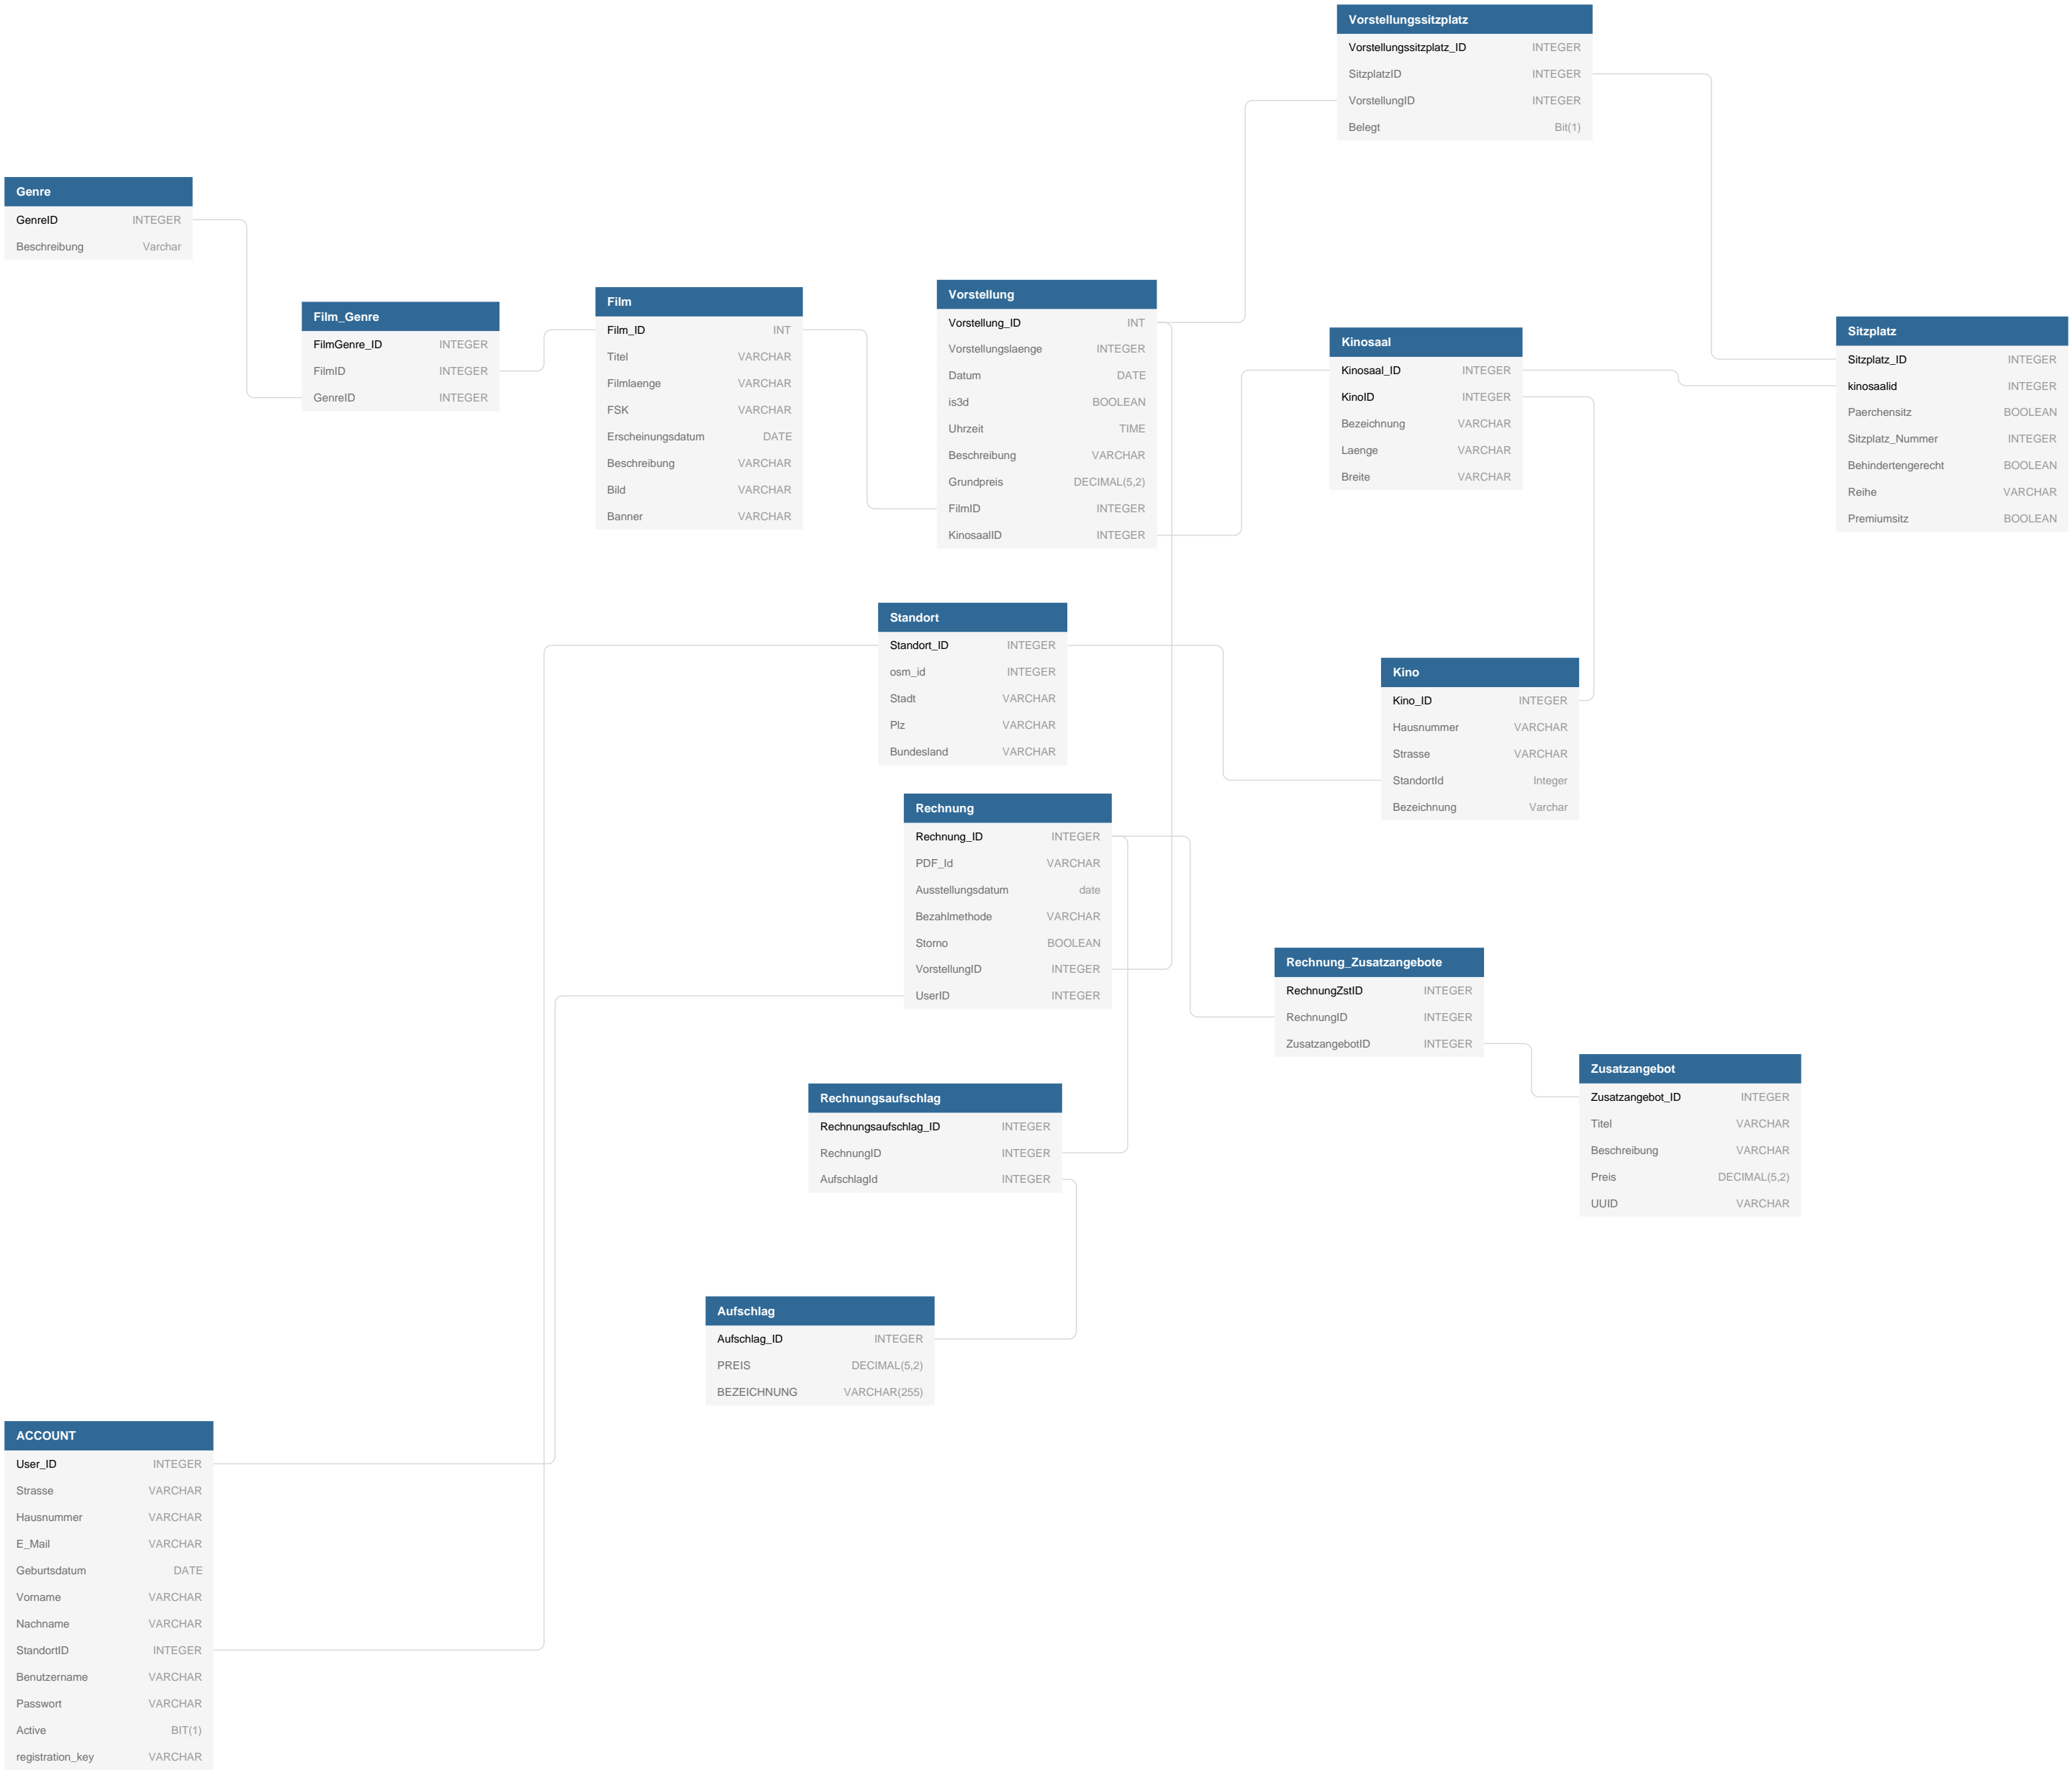 Vorstellungssitzplatz
Vorstellungssitzplatz_ID INTEGER
SitzplatzID INTEGER
VorstellungID INTEGER
Belegt Bit(1)
Genre
GenreID INTEGER
Beschreibung Varchar
Film_Genre
FilmGenre_ID INTEGER
FilmID INTEGER
GenreID INTEGER
Film
Film_ID INT
Titel VARCHAR
Filmlaenge VARCHAR
FSK VARCHAR
Erscheinungsdatum DATE
Beschreibung VARCHAR
Bild VARCHAR
Banner VARCHAR
Vorstellung
Vorstellung_ID INT
Vorstellungslaenge INTEGER
Datum DATE
is3d BOOLEAN
Uhrzeit TIME
Beschreibung VARCHAR
Grundpreis DECIMAL(5,2)
FilmID INTEGER
KinosaalID INTEGER
Kinosaal
Kinosaal_ID INTEGER
KinoID INTEGER
Bezeichnung VARCHAR
Laenge VARCHAR
Breite VARCHAR
Sitzplatz
Sitzplatz_ID INTEGER
kinosaalid INTEGER
Paerchensitz BOOLEAN
Sitzplatz_Nummer INTEGER
Behindertengerecht BOOLEAN
Reihe VARCHAR
Premiumsitz BOOLEAN
Standort
Standort_ID INTEGER
osm_id INTEGER
Stadt VARCHAR
Plz VARCHAR
Bundesland VARCHAR
Kino
Kino_ID INTEGER
Hausnummer VARCHAR
Strasse VARCHAR
StandortId Integer
Bezeichnung Varchar
Rechnung
Rechnung_ID INTEGER
PDF_Id VARCHAR
Ausstellungsdatum date
Bezahlmethode VARCHAR
Storno BOOLEAN
VorstellungID INTEGER
UserID INTEGER
Rechnung_Zusatzangebote
RechnungZstID INTEGER
RechnungID INTEGER
ZusatzangebotID INTEGER
Zusatzangebot
Zusatzangebot_ID INTEGER
Titel VARCHAR
Beschreibung VARCHAR
Preis DECIMAL(5,2)
UUID VARCHAR
Rechnungsaufschlag
Rechnungsaufschlag_ID INTEGER
RechnungID INTEGER
AufschlagId INTEGER
Aufschlag
Aufschlag_ID INTEGER
PREIS DECIMAL(5,2)
BEZEICHNUNG VARCHAR(255)
ACCOUNT
User_ID INTEGER
Strasse VARCHAR
Hausnummer VARCHAR
E_Mail VARCHAR
Geburtsdatum DATE
Vorname VARCHAR
Nachname VARCHAR
StandortID INTEGER
Benutzername VARCHAR
Passwort VARCHAR
Active BIT(1)
registration_key VARCHAR